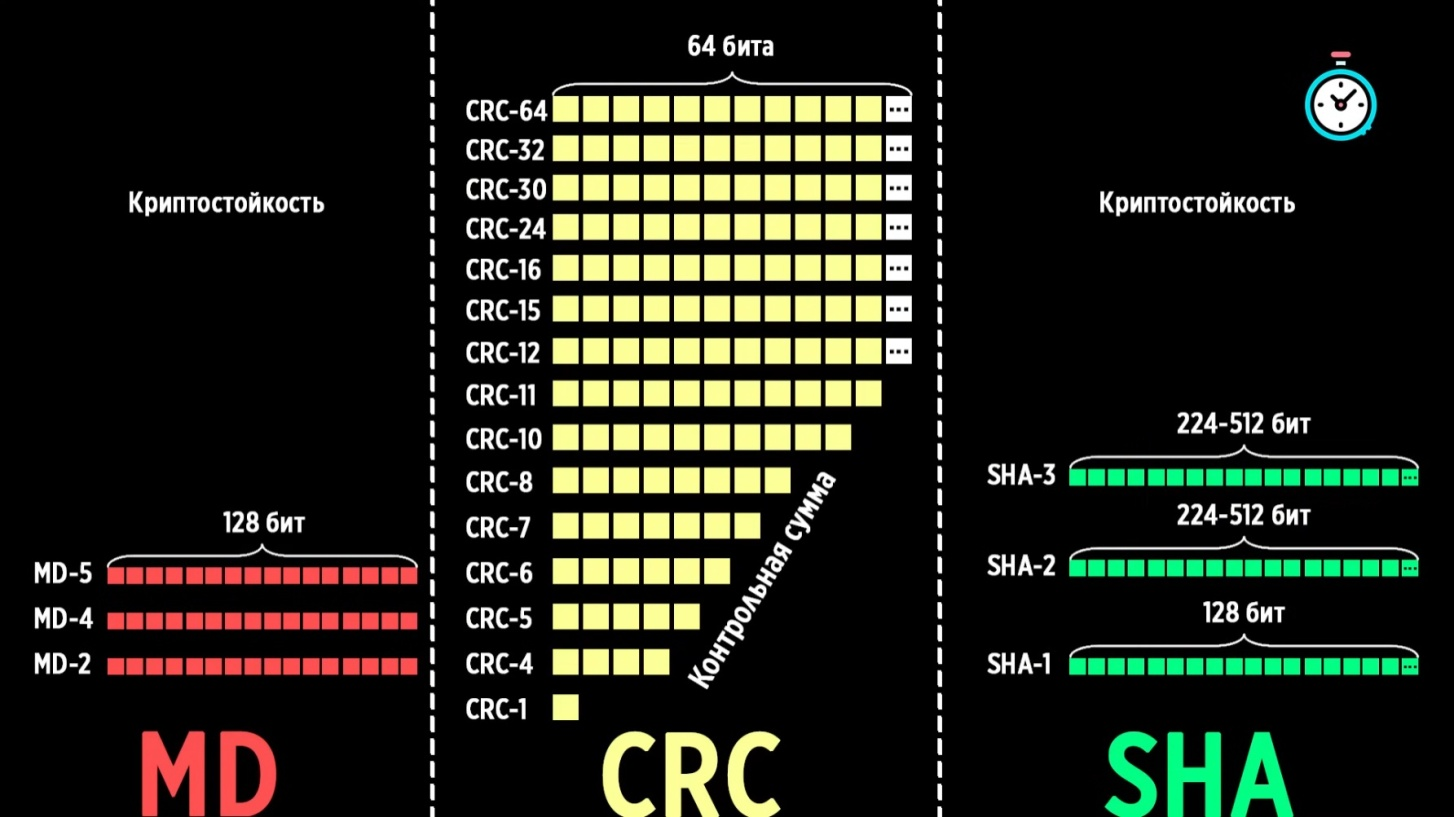 Криптостойкость
128 бит
MD-5
MD-4
MD-2
MD
64 бита
CRC-64
...
CRC-32
...
CRC-30
...
CRC-24
...
CRC-16
...
CRC-15
...
CRC-12
...
CRC-11
CRC-10
CRC-8
CRC-7
CRC-6
CRC-5
CRC-4
CRC-1
Контрольная сумма
CRC
Криптостойкость
224-512 бит
SHA-3
...
224-512 бит
SHA-2
...
128 бит
SHA-1
...
SHA